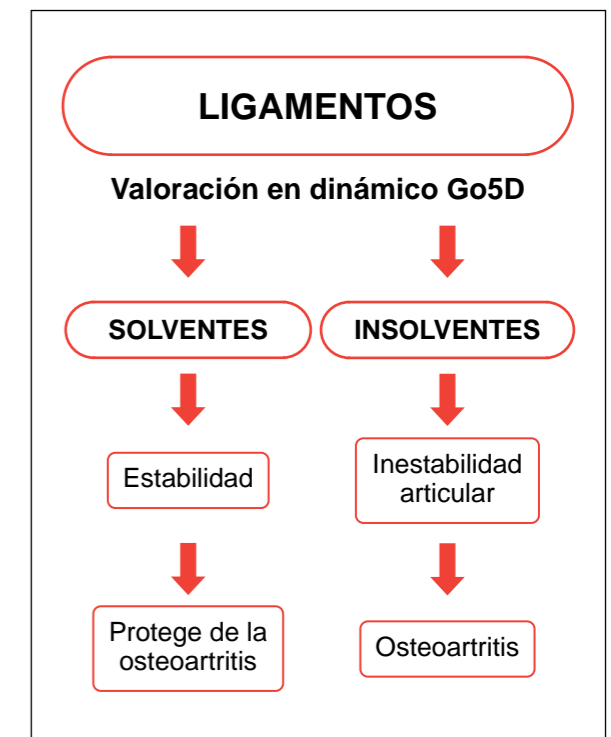 LIGAMENTOS
Valoración en dinámico Go5D
SOLVENTES
INSOLVENTES
Estabilidad
Inestabilidad
articular
Protege de la
osteoartritis
Osteoartritis